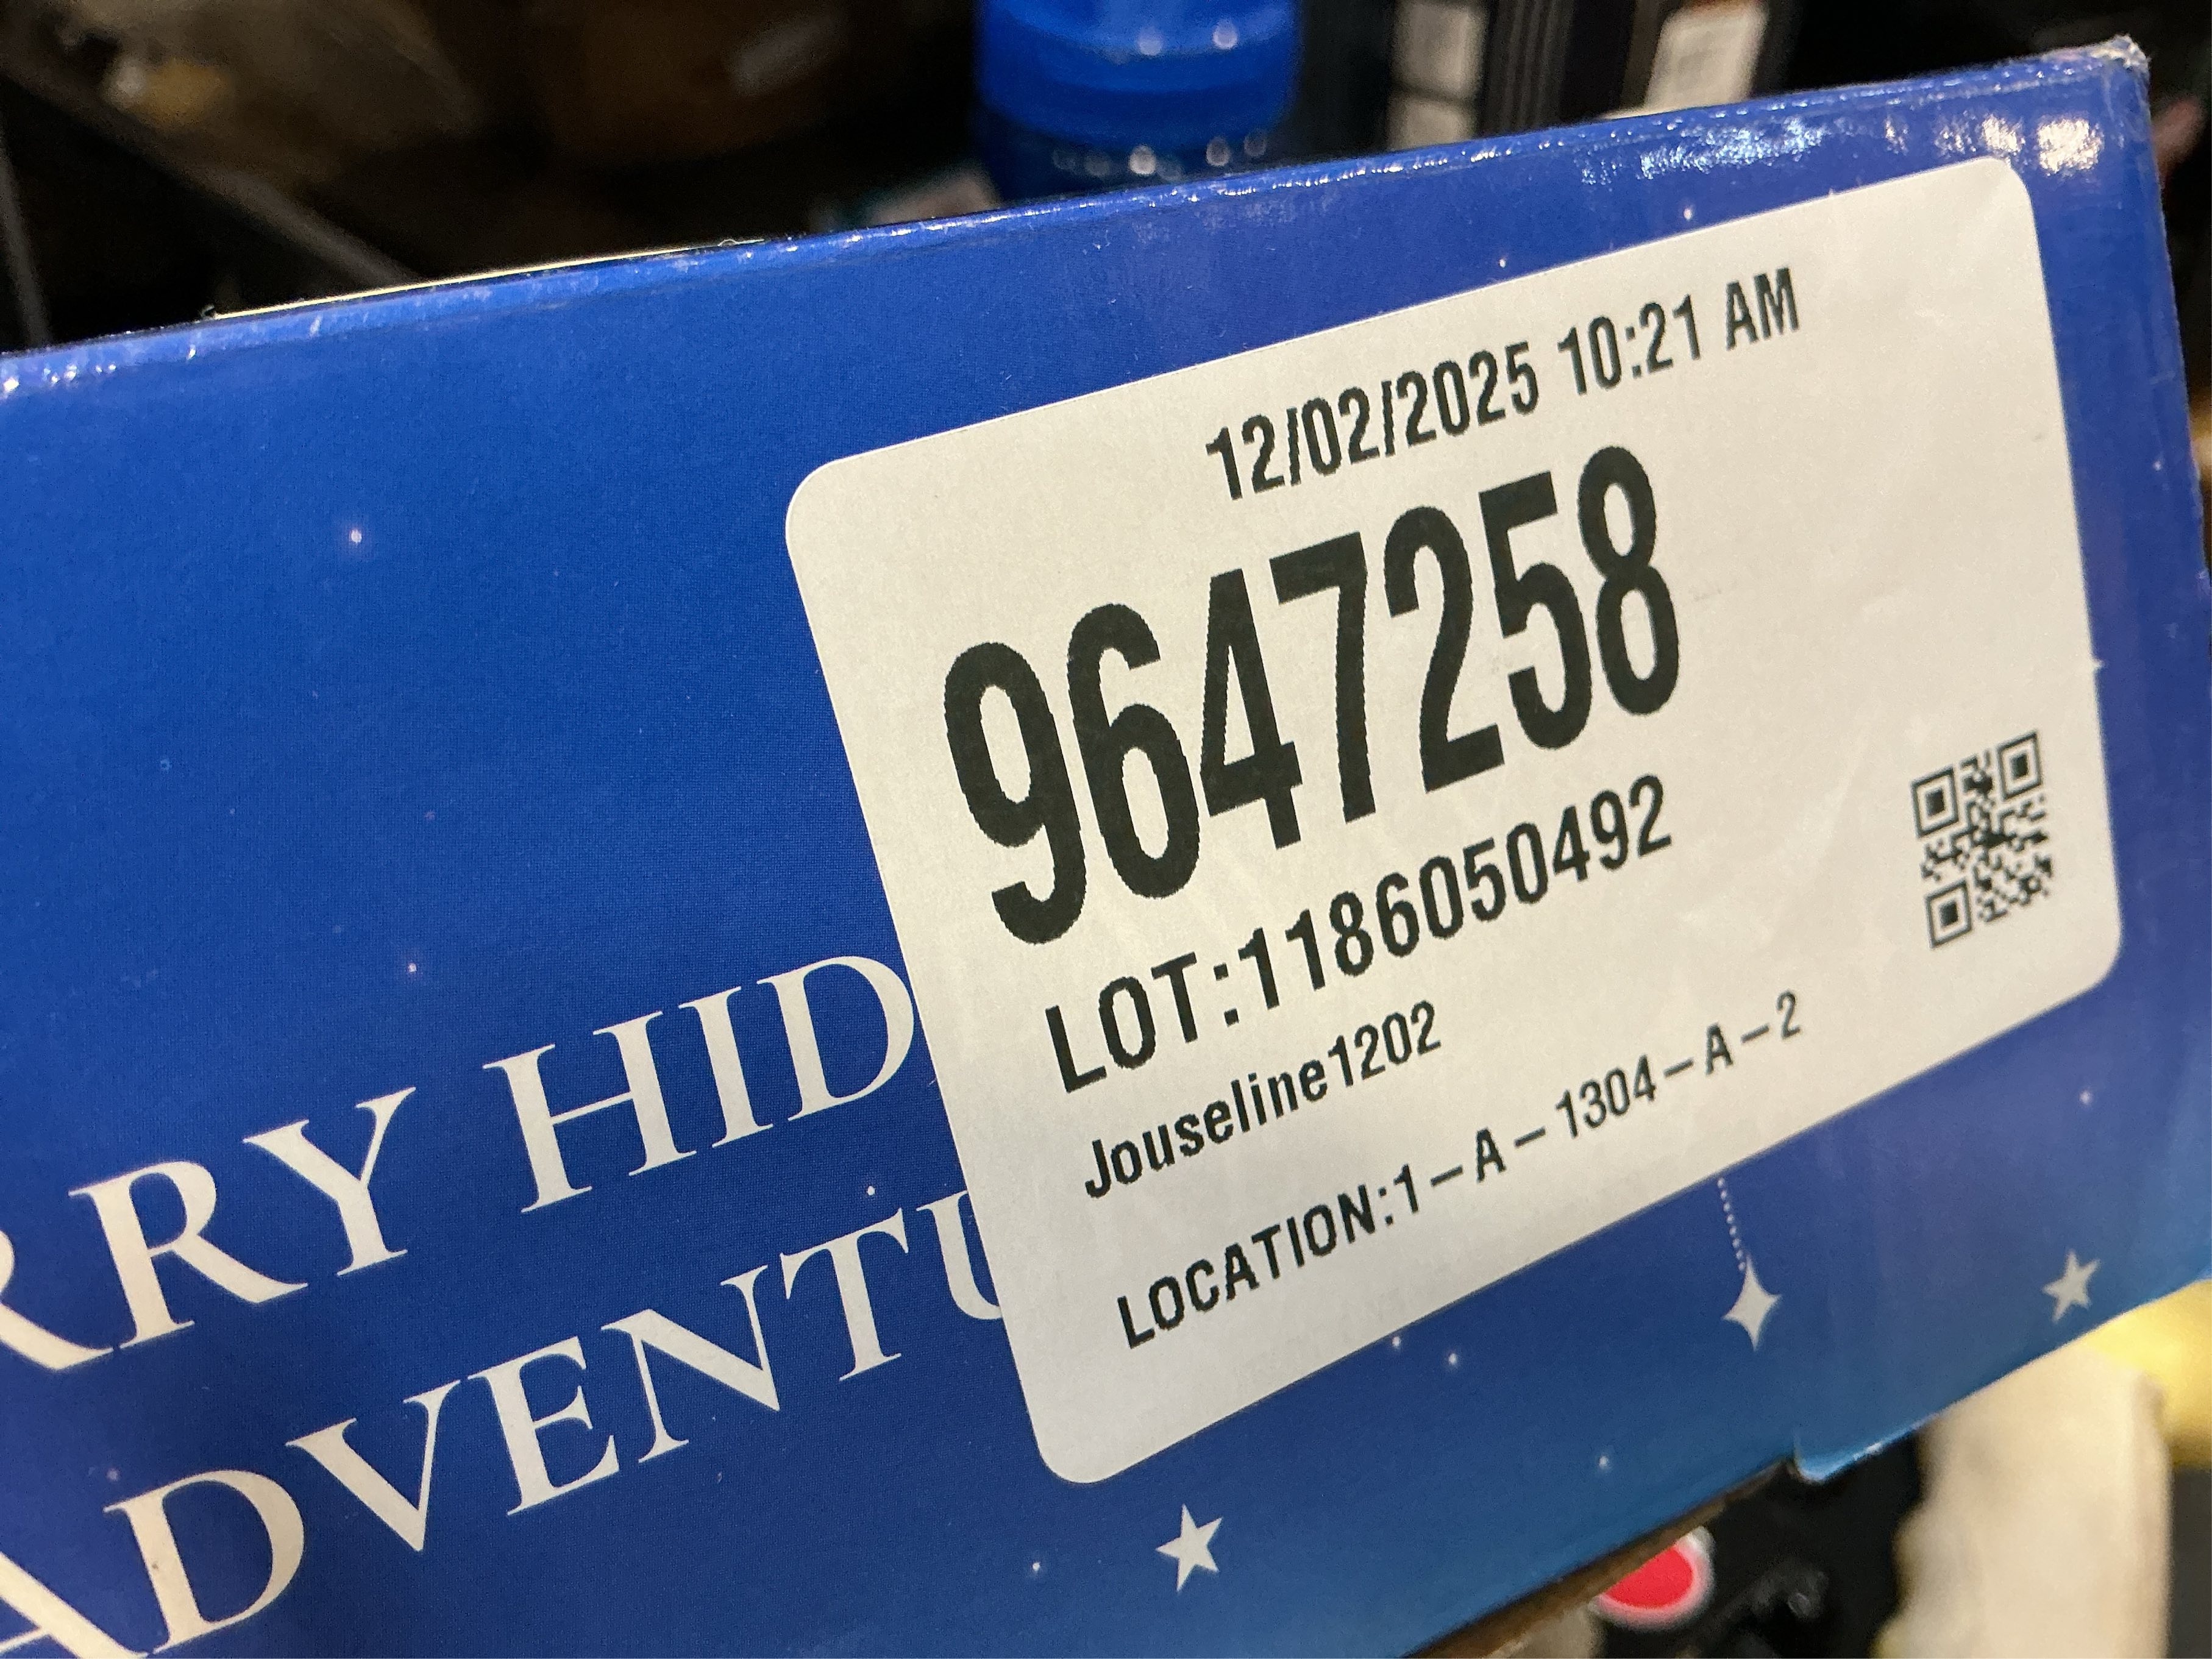 12/02/2025 10:21 AM
9647258
LOT:1186050492
Jouseline1202
LOCATION:1-A-1304-A-2
RRY HID
ADVENTU